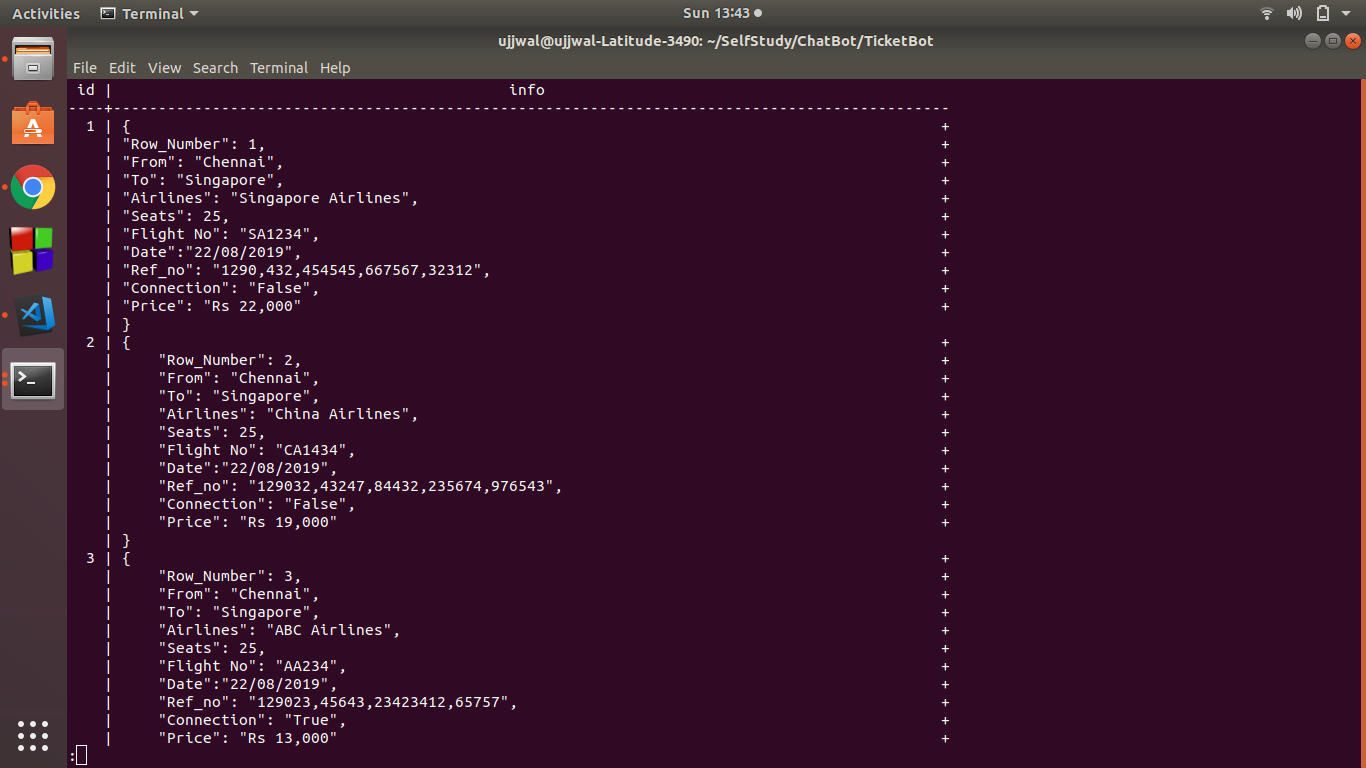 Activities Terminal Sun 13:43
ujjwal@ujjwal-Latitude-3490: ~/SelfStudy/ChatBot/TicketBot
File Edit View Search Terminal Help
 id |                                             info
----+---------------------------------------------------------------------------------------------
  1 | {                                                                                          +
    | "Row_Number": 1,                                                                           +
    | "From": "Chennai",                                                                         +
    | "To": "Singapore",                                                                         +
    | "Airlines": "Singapore Airlines",                                                          +
    | "Seats": 25,                                                                               +
    | "Flight No": "SA1234",                                                                     +
    | "Date":"22/08/2019",                                                                       +
    | "Ref_no": "1290,432,454545,667567,32312",                                                  +
    | "Connection": "False",                                                                     +
    | "Price": "Rs 22,000"                                                                       +
    | }
  2 | {                                                                                          +
    |     "Row_Number": 2,                                                                       +
    |     "From": "Chennai",                                                                     +
    |     "To": "Singapore",                                                                     +
    |     "Airlines": "China Airlines",                                                          +
    |     "Seats": 25,                                                                           +
    |     "Flight No": "CA1434",                                                                 +
    |     "Date":"22/08/2019",                                                                   +
    |     "Ref_no": "129032,43247,84432,235674,976543",                                          +
    |     "Connection": "False",                                                                 +
    |     "Price": "Rs 19,000"                                                                   +
    | }
  3 | {                                                                                          +
    |     "Row_Number": 3,                                                                       +
    |     "From": "Chennai",                                                                     +
    |     "To": "Singapore",                                                                     +
    |     "Airlines": "ABC Airlines",                                                            +
    |     "Seats": 25,                                                                           +
    |     "Flight No": "AA234",                                                                  +
    |     "Date":"22/08/2019",                                                                   +
    |     "Ref_no": "129023,45643,23423412,65757",                                               +
    |     "Connection": "True",                                                                  +
    |     "Price": "Rs 13,000"                                                                   +
: